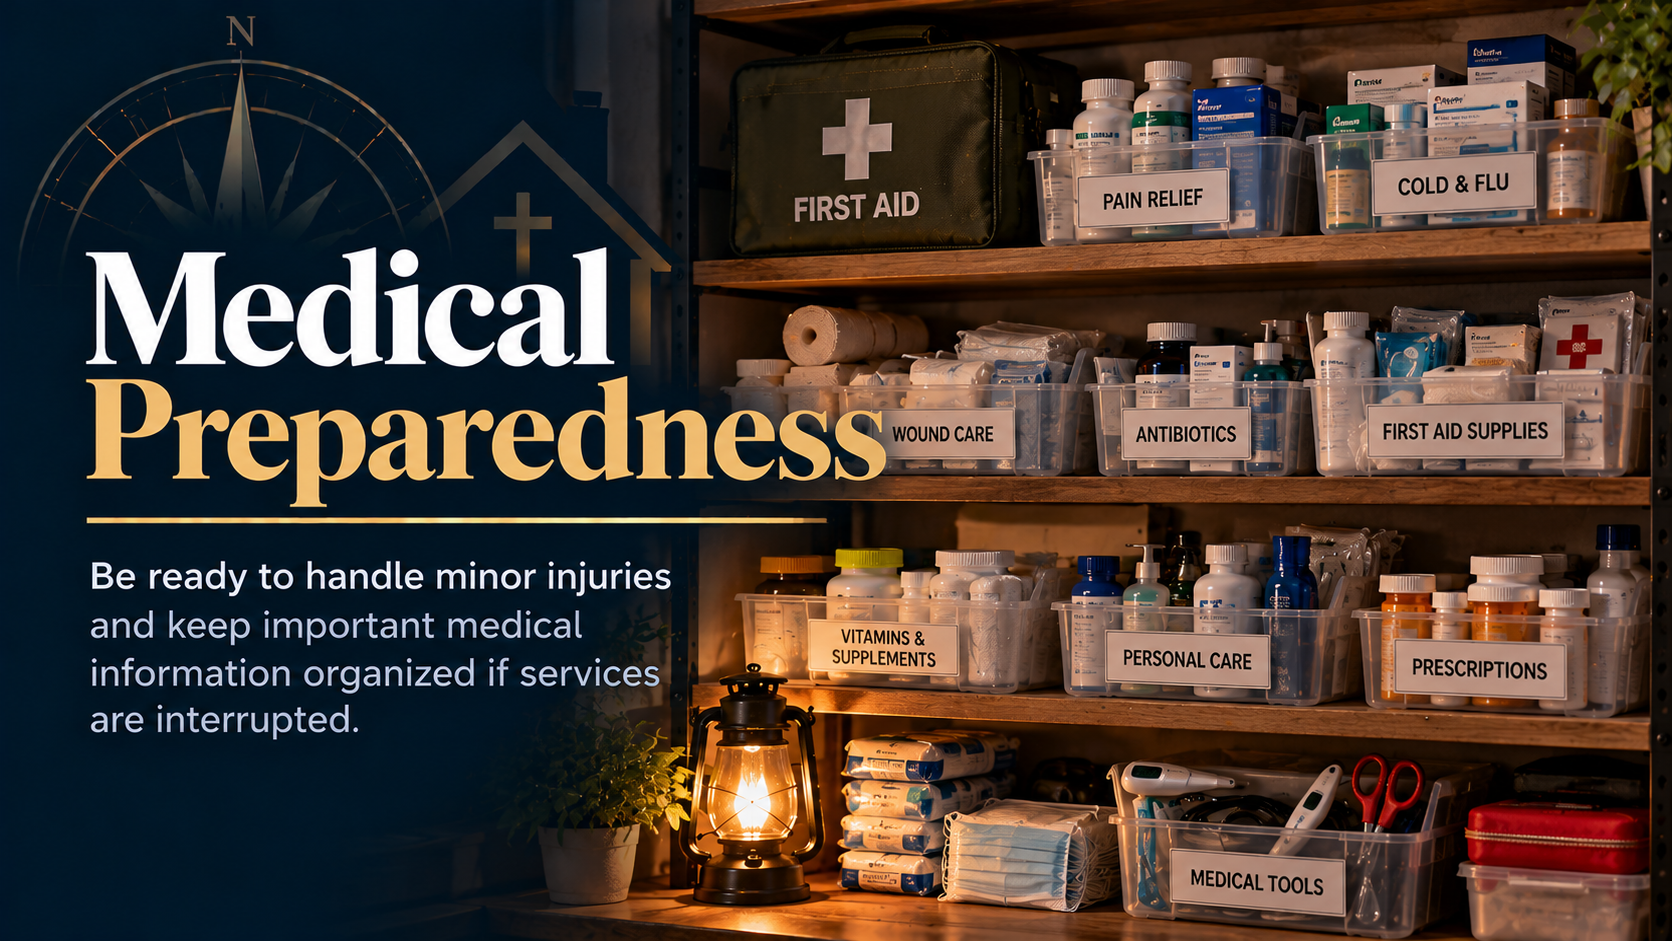 N
Medical
Preparedness
Be ready to handle minor injuries
and keep important medical
information organized if services
are interrupted.
FIRST AID
PAIN RELIEF
COLD & FLU
WOUND CARE
ANTIBIOTICS
FIRST AID SUPPLIES
VITAMINS &
SUPPLEMENTS
PERSONAL CARE
PRESCRIPTIONS
MEDICAL TOOLS